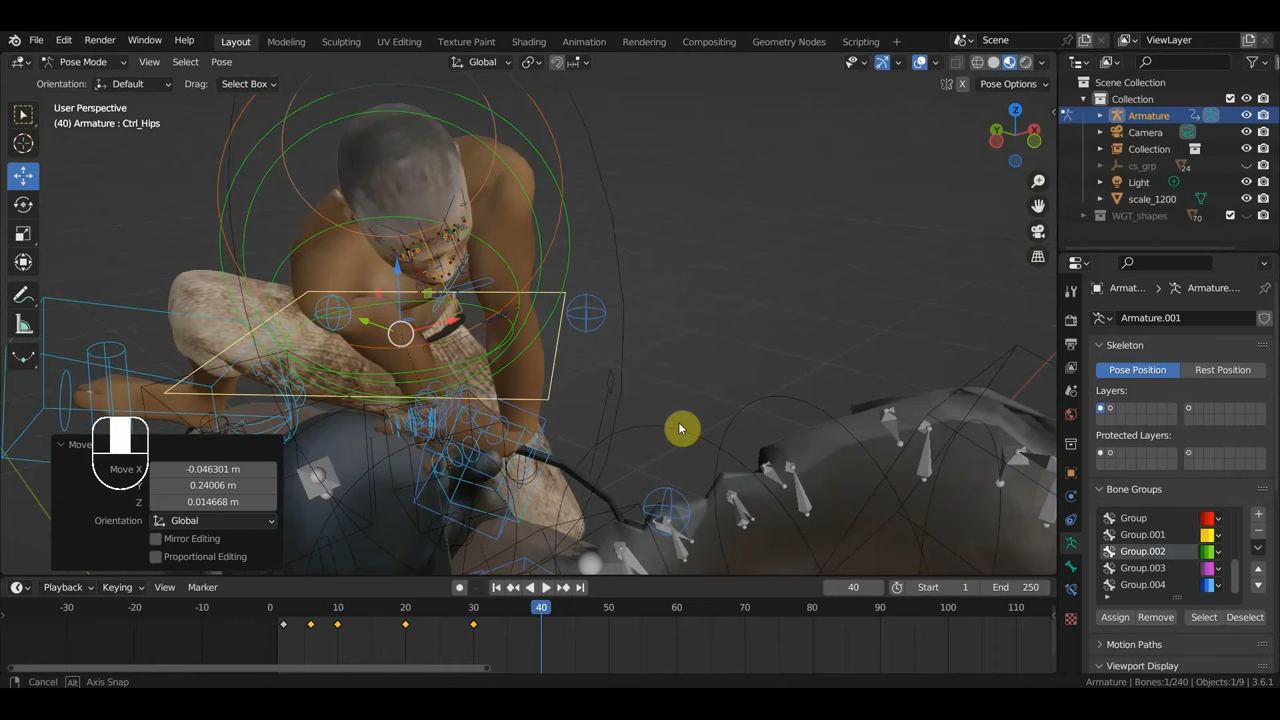 File Edit Render Window Help Layout Modeling Sculpting UV Editing Texture Paint Shading Animation Rendering Compositing Geometry Nodes Scripting + Scene ViewLayer
Pose Mode View Select Pose Global
Orientation: Default Drag: Select Box X Pose Options
User Perspective
(40) Armature : Ctrl_Hips
Z
Y
X
Scene Collection
Collection
Armature
Camera
Collection
cs_grp 24
Light
scale_1200
WGT_shapes 70
Armat... Armature....
Armature.001
Skeleton
Pose Position Rest Position
Layers:
Protected Layers:
Bone Groups
Group
Group.001
Group.002
Group.003
Group.004
Assign Remove Select Deselect
Motion Paths
Viewport Display
Move
Move X -0.046301 m
0.24006 m
Z 0.014668 m
Orientation Global
Mirror Editing
Proportional Editing
Playback Keying View Marker 40 Start 1 End 250
-30 -20 -10 0 10 20 30 40 50 60 70 80 90 100 110
Cancel Alt Axis Snap Armature | Bones:1/240 | Objects:1/9 | 3.6.1